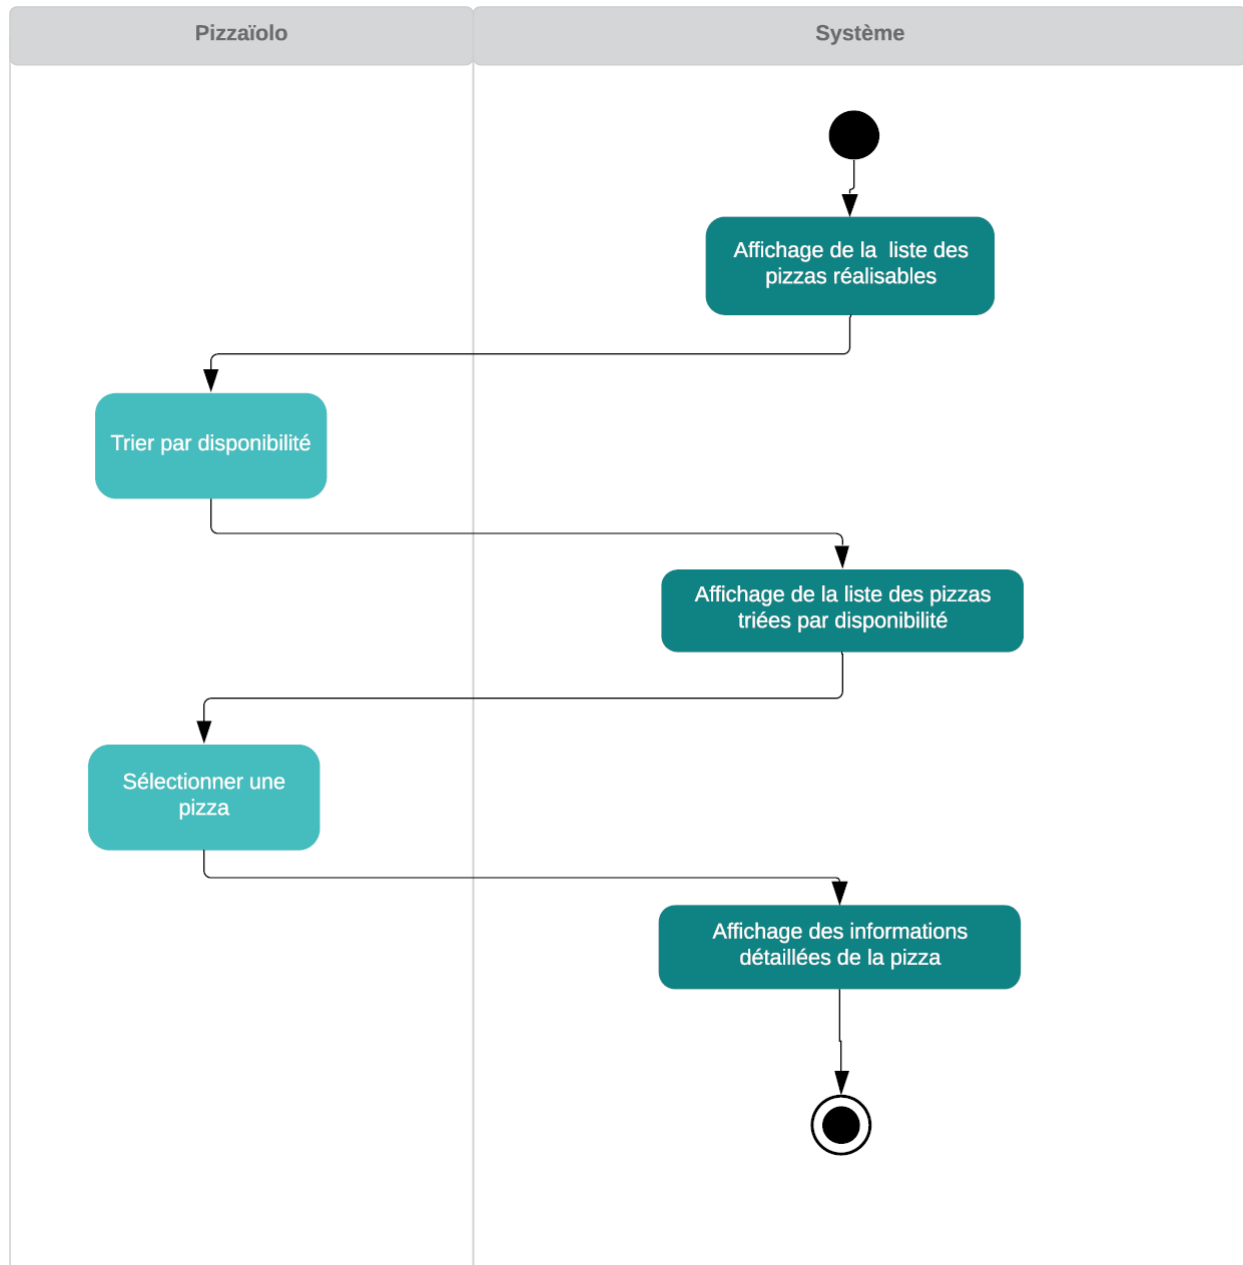 Pizzaïolo
Système
Affichage de la liste des
pizzas réalisables
Trier par disponibilité
Affichage de la liste des pizzas
triées par disponibilité
Sélectionner une
pizza
Affichage des informations
détaillées de la pizza